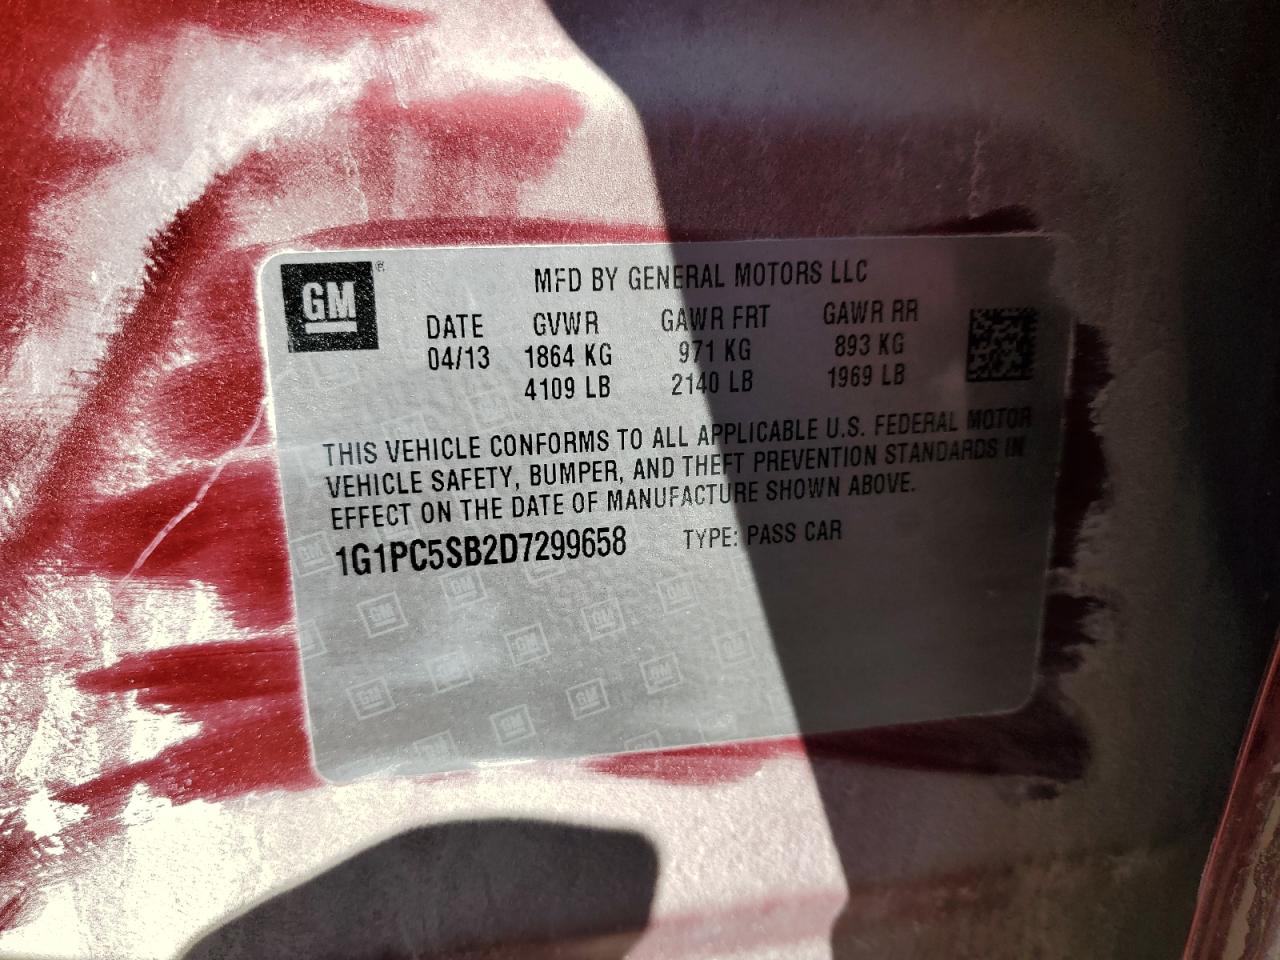 GM®
MFD BY GENERAL MOTORS LLC
DATE GVWR GAWR FRT GAWR RR
04/13 1864 KG 971 KG 893 KG
4109 LB 2140 LB 1969 LB
THIS VEHICLE CONFORMS TO ALL APPLICABLE U.S. FEDERAL MOTOR
VEHICLE SAFETY, BUMPER, AND THEFT PREVENTION STANDARDS IN
EFFECT ON THE DATE OF MANUFACTURE SHOWN ABOVE.
1G1PC5SB2D7299658 TYPE: PASS CAR